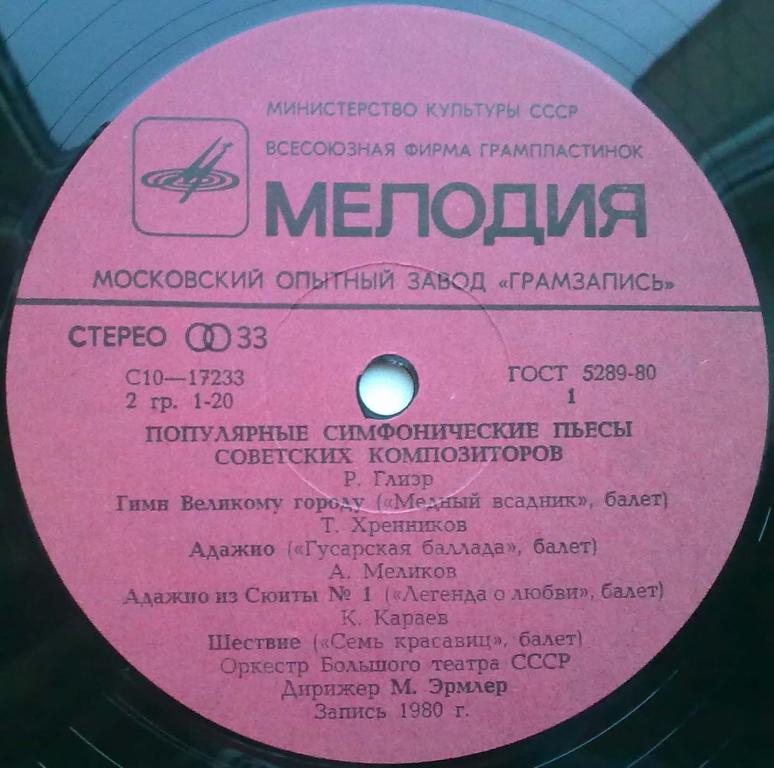 МИНИСТЕРСТВО КУЛЬТУРЫ СССР
ВСЕСОЮЗНАЯ ФИРМА ГРАМПЛАСТИНОК
МЕЛОДИЯ
МОСКОВСКИЙ ОПЫТНЫЙ ЗАВОД «ГРАМЗАПИСЬ»
СТЕРЕО 33
С10—17233 ГОСТ 5289-80
2 гр. 1-20 1
ПОПУЛЯРНЫЕ СИМФОНИЧЕСКИЕ ПЬЕСЫ
СОВЕТСКИХ КОМПОЗИТОРОВ
Р. Глиэр
Гимн Великому городу («Медный всадник», балет)
Т. Хренников
Адажио («Гусарская баллада», балет)
А. Меликов
Адажио из Сюиты № 1 («Легенда о любви», балет)
К. Караев
Шествие («Семь красавиц», балет)
Оркестр Большого театра СССР
Дирижер М. Эрмлер
Запись 1980 г.